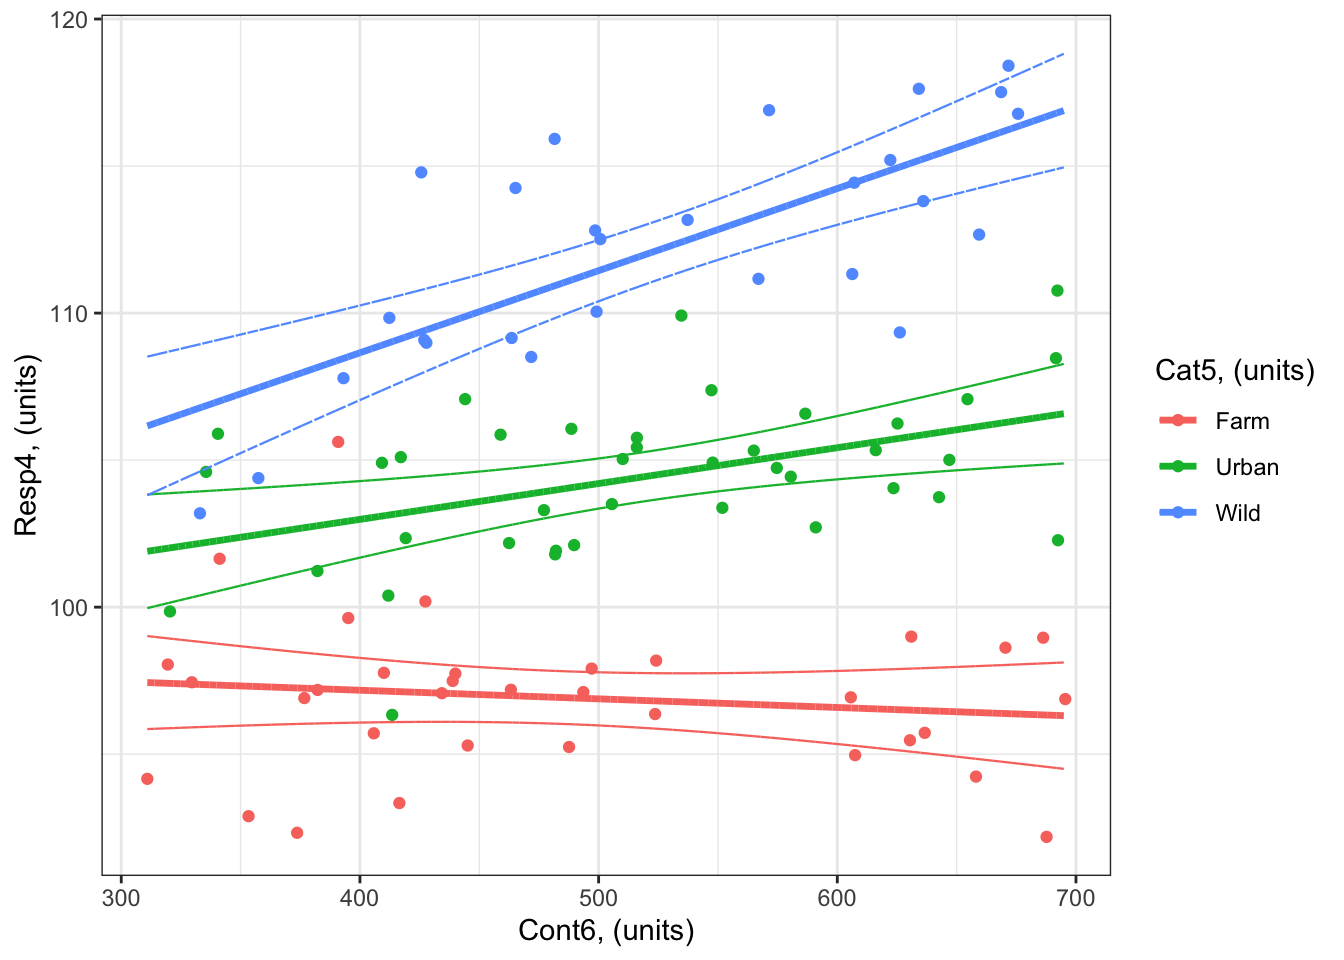 120
110
100
Resp4, (units)
300 400 500 600 700
Cont6, (units)
Cat5, (units)
Farm
Urban
Wild